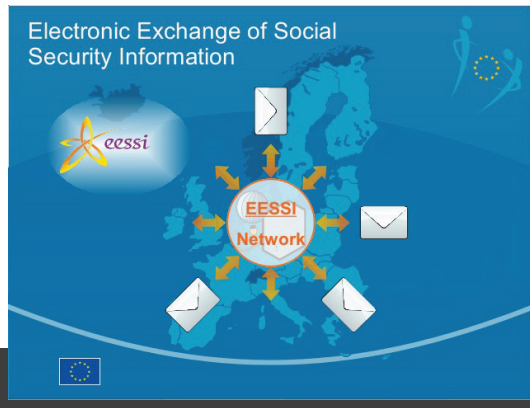 Electronic Exchange of Social
Security Information
eessi
EESSI
Network